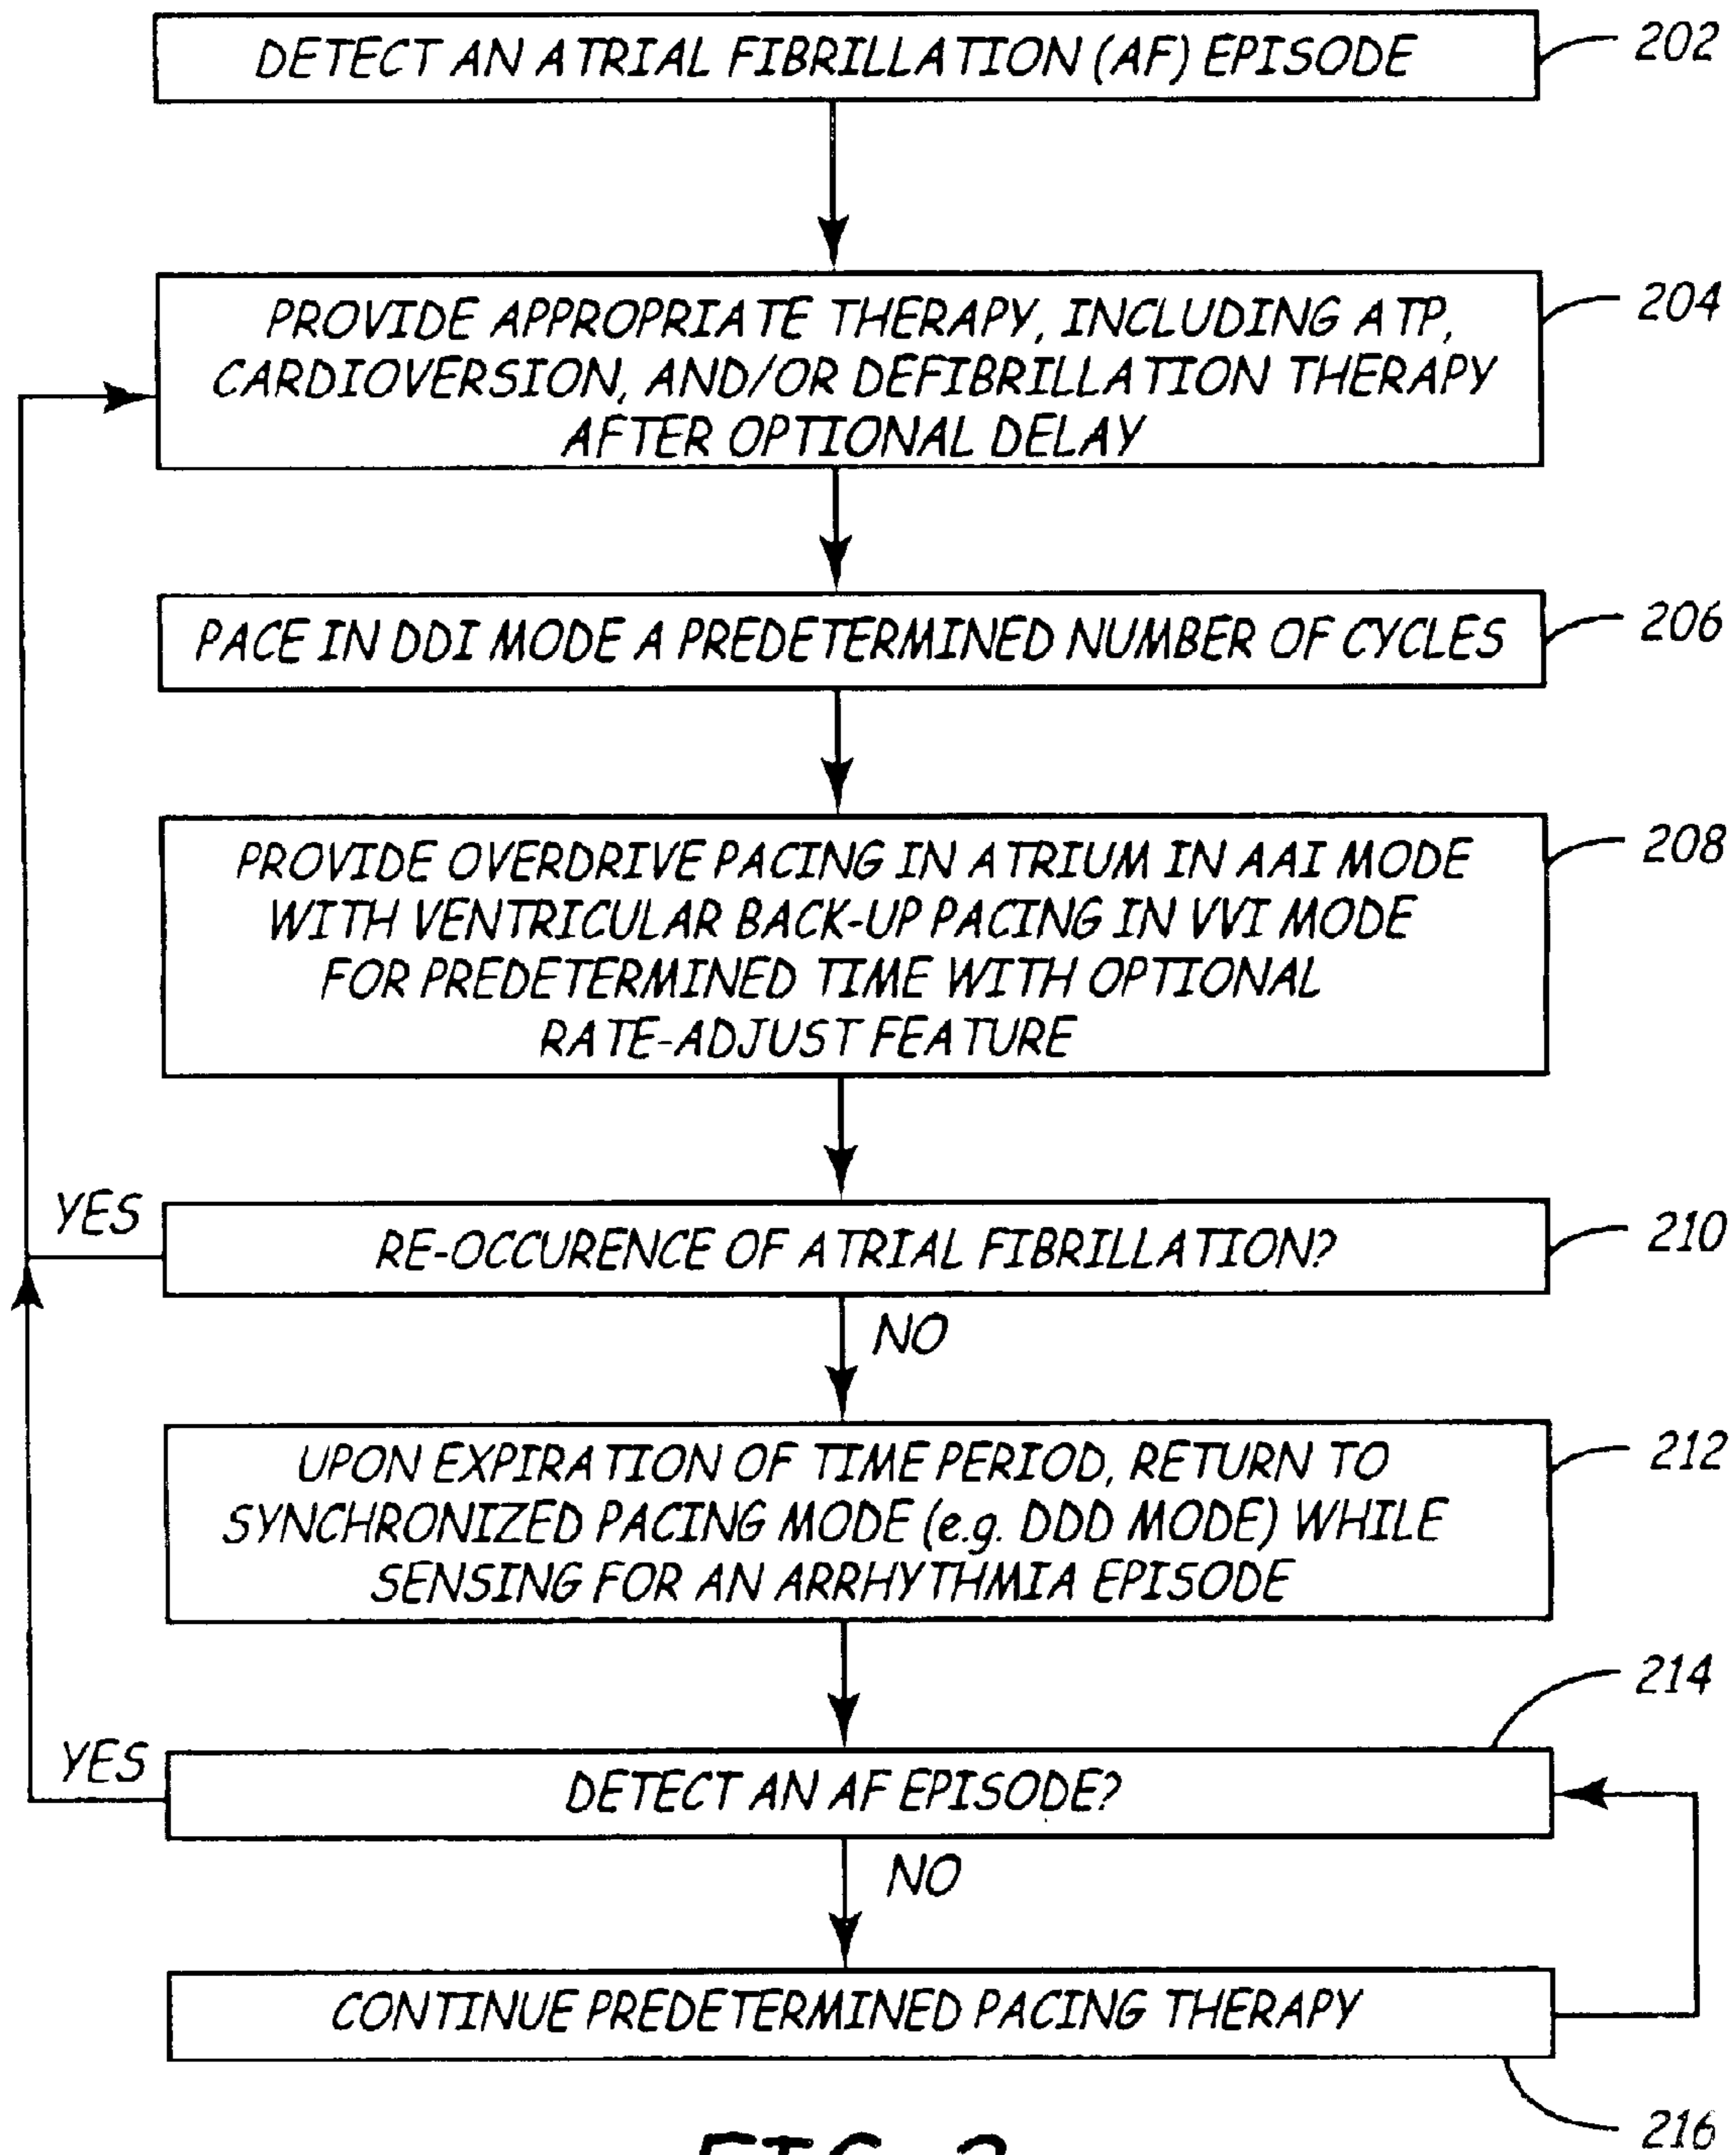 DETECT AN ATRIAL FIBRILLATION (AF) EPISODE
202
PROVIDE APPROPRIATE THERAPY, INCLUDING ATP,
CARDIOVERSION, AND/OR DEFIBRILLATION THERAPY
AFTER OPTIONAL DELAY
204
PACE IN DDI MODE A PREDETERMINED NUMBER OF CYCLES
206
PROVIDE OVERDRIVE PACING IN ATRIUM IN AAI MODE
WITH VENTRICULAR BACK-UP PACING IN VVI MODE
FOR PREDETERMINED TIME WITH OPTIONAL
RATE-ADJUST FEATURE
208
YES
RE-OCCURENCE OF ATRIAL FIBRILLATION?
210
NO
UPON EXPIRATION OF TIME PERIOD, RETURN TO
SYNCHRONIZED PACING MODE (e.g. DDD MODE) WHILE
SENSING FOR AN ARRHYTHMIA EPISODE
212
214
YES
DETECT AN AF EPISODE?
NO
CONTINUE PREDETERMINED PACING THERAPY
216